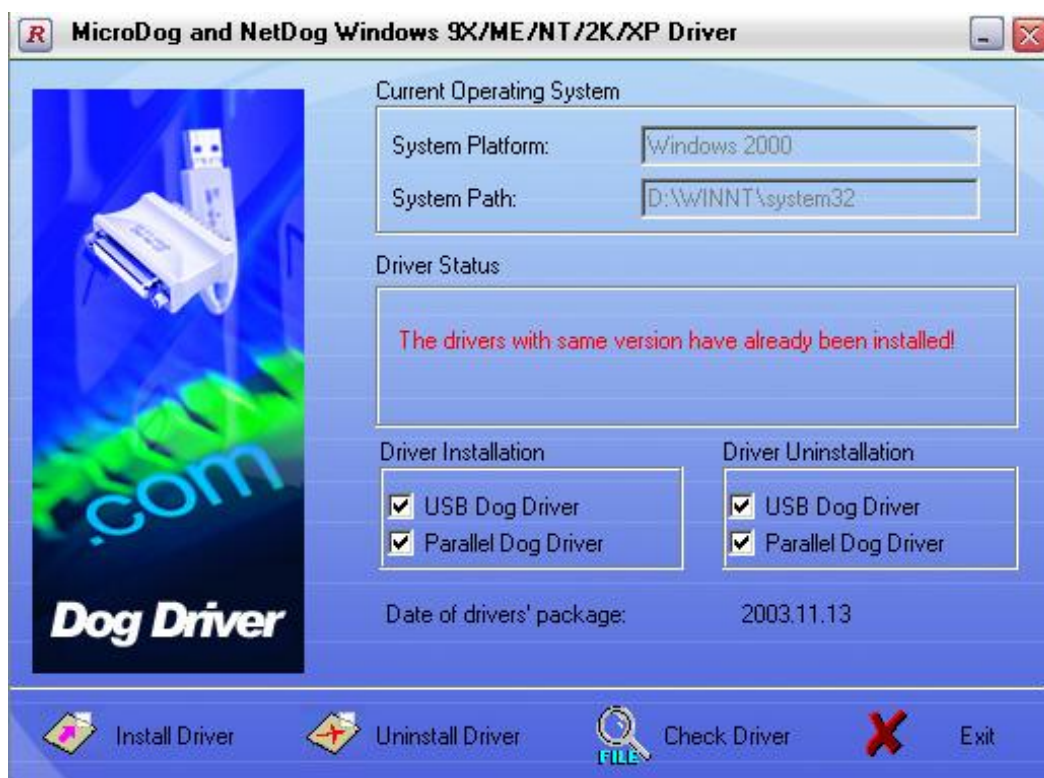 R MicroDog and NetDog Windows 9X/ME/NT/2K/XP Driver
Current Operating System
System Platform: Windows 2000
System Path: D:\WINNT\system32
Driver Status
The drivers with same version have already been installed!
Driver Installation Driver Uninstallation
USB Dog Driver USB Dog Driver
Parallel Dog Driver Parallel Dog Driver
Date of drivers' package: 2003.11.13
.com
Dog Driver
Install Driver Uninstall Driver FILE Check Driver Exit